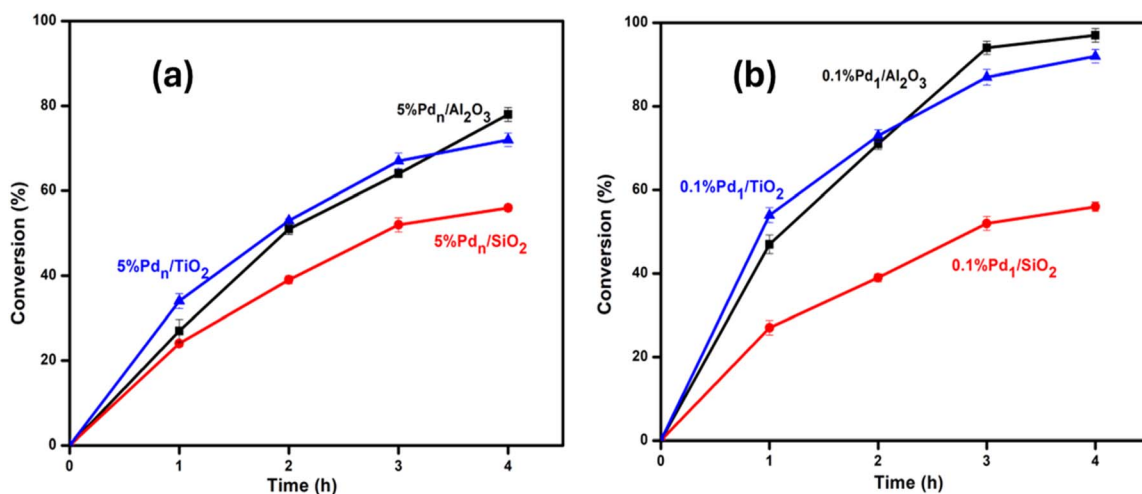 (a)
Conversion (%)
100
80
60
40
20
0
5%Pdₙ/Al₂O₃
5%Pdₙ/TiO₂
5%Pdₙ/SiO₂
0 1 2 3 4
Time (h)
(b)
Conversion (%)
100
80
60
40
20
0
0.1%Pd₁/Al₂O₃
0.1%Pd₁/TiO₂
0.1%Pd₁/SiO₂
0 1 2 3 4
Time (h)